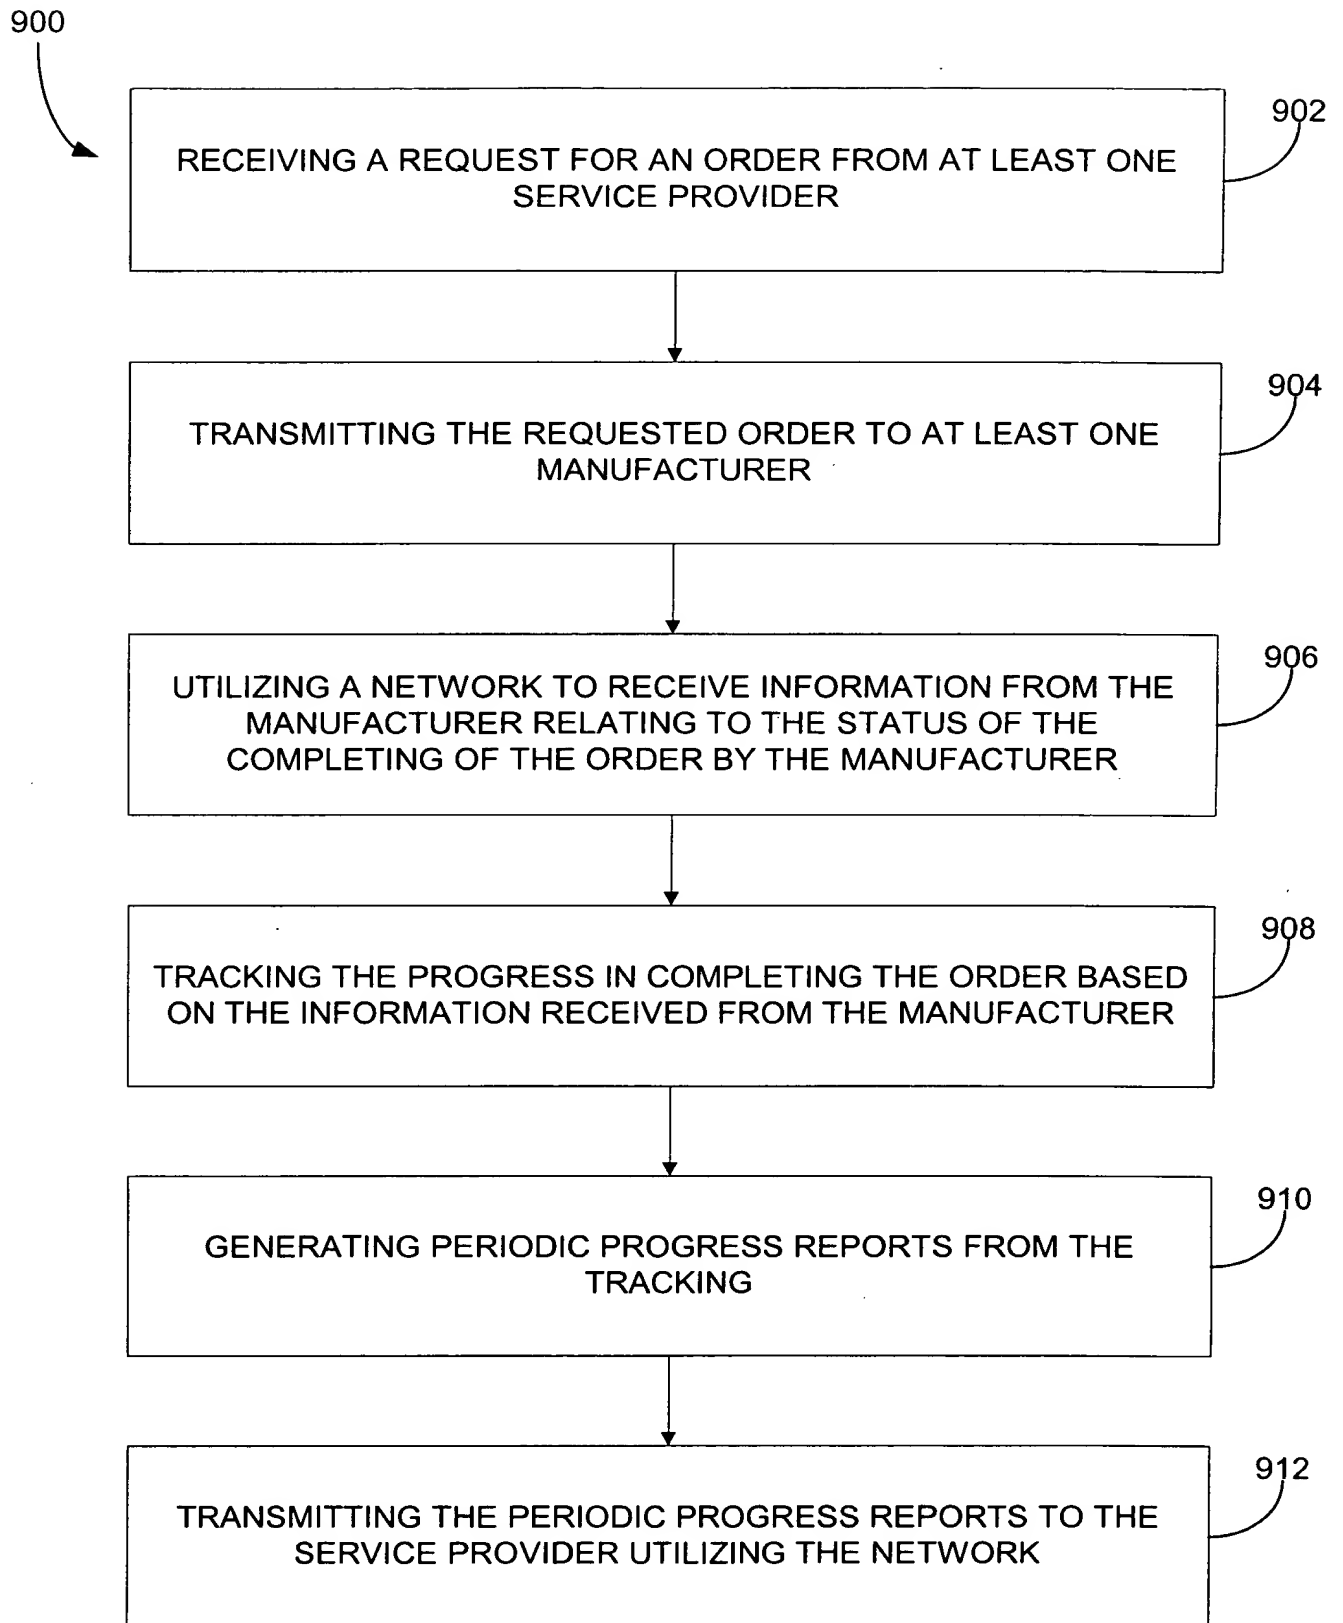 900
902
RECEIVING A REQUEST FOR AN ORDER FROM AT LEAST ONE
SERVICE PROVIDER
904
TRANSMITTING THE REQUESTED ORDER TO AT LEAST ONE
MANUFACTURER
906
UTILIZING A NETWORK TO RECEIVE INFORMATION FROM THE
MANUFACTURER RELATING TO THE STATUS OF THE
COMPLETING OF THE ORDER BY THE MANUFACTURER
908
TRACKING THE PROGRESS IN COMPLETING THE ORDER BASED
ON THE INFORMATION RECEIVED FROM THE MANUFACTURER
910
GENERATING PERIODIC PROGRESS REPORTS FROM THE
TRACKING
912
TRANSMITTING THE PERIODIC PROGRESS REPORTS TO THE
SERVICE PROVIDER UTILIZING THE NETWORK